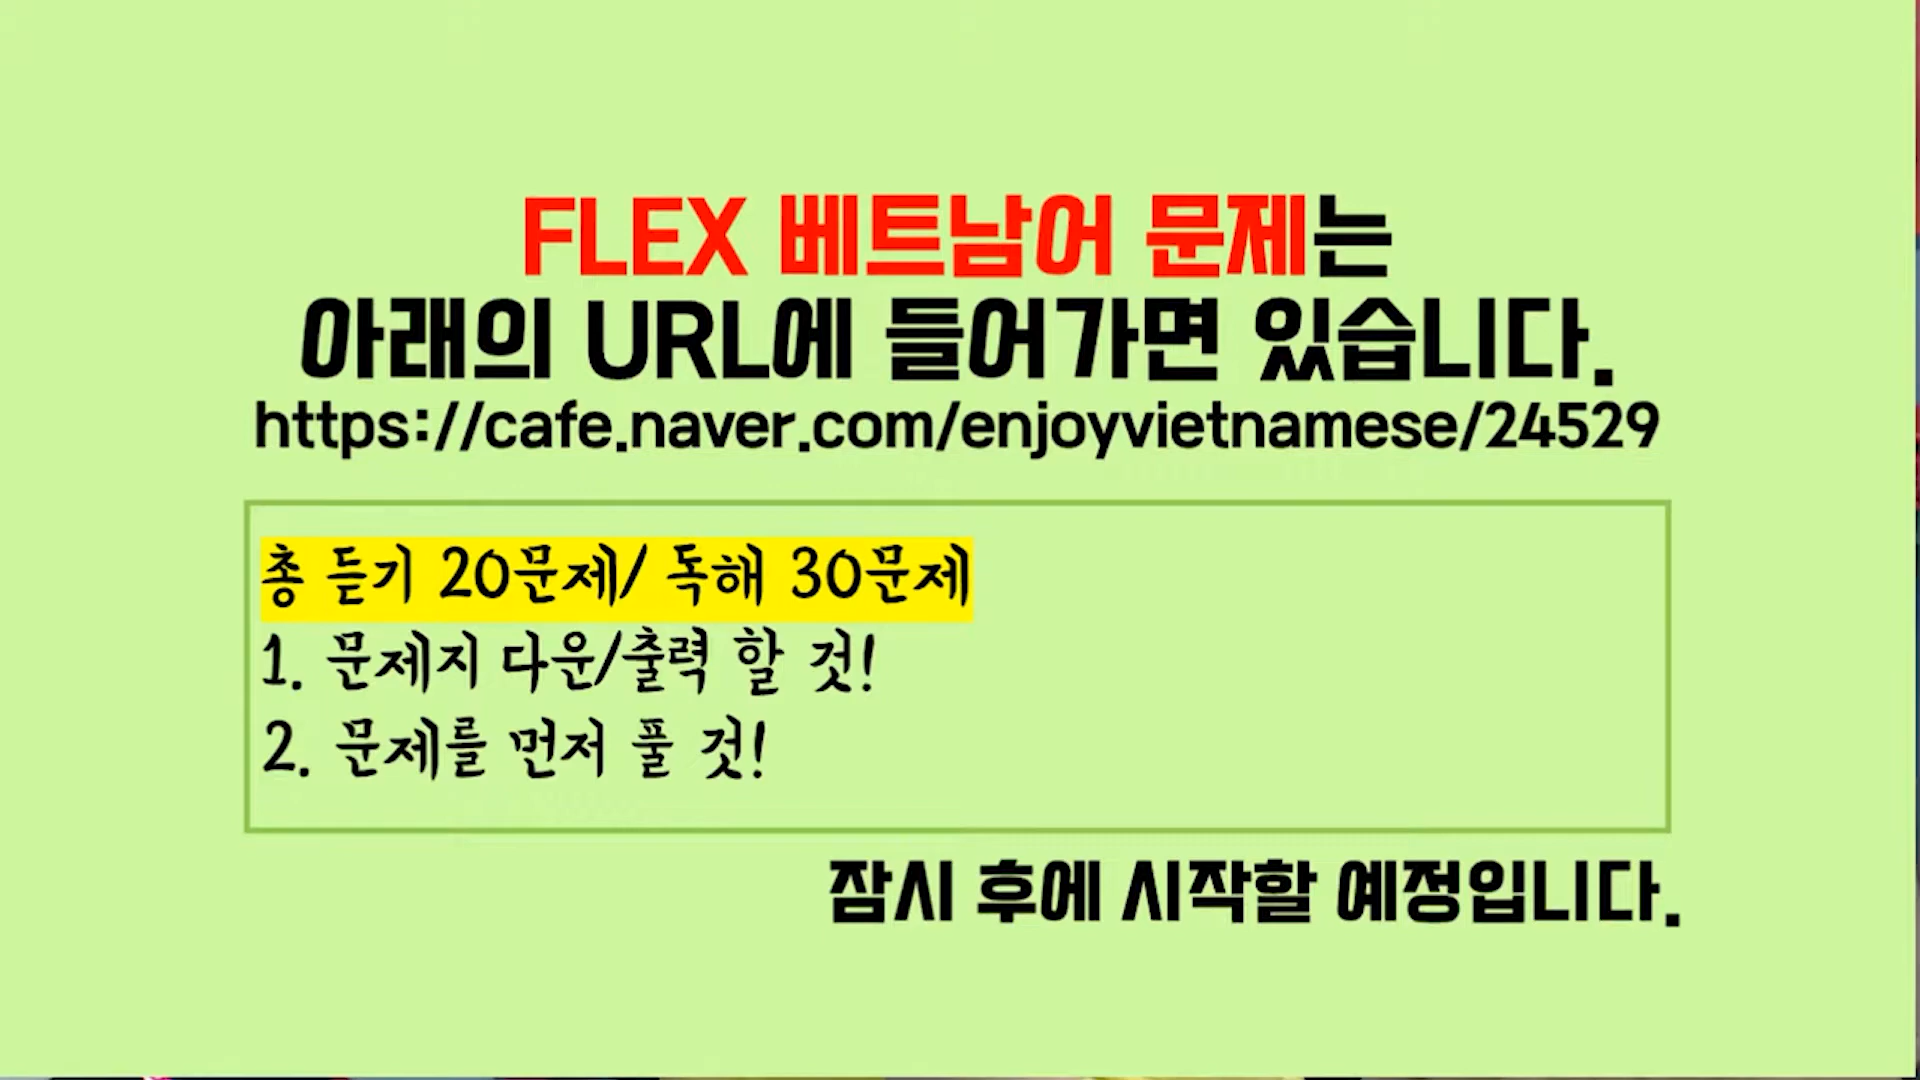 FLEX 베트남어 문제는
아래의 URL에 들어가면 있습니다.
https://cafe.naver.com/enjoyvietnamese/24529
총 듣기 20문제/ 독해 30문제
1. 문제지 다운/출력 할 것!
2. 문제를 먼저 풀 것!
잠시 후에 시작할 예정입니다.